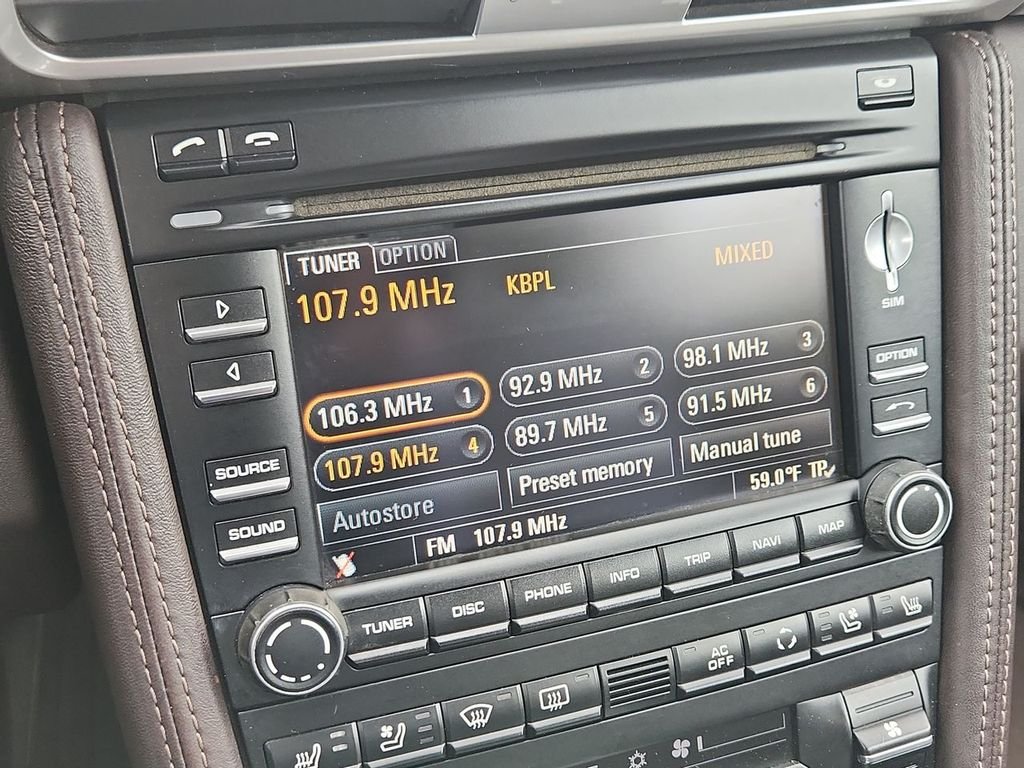 TUNER OPTION
107.9 MHz KBPL MIXED
106.3 MHz 1 92.9 MHz 2 98.1 MHz 3
107.9 MHz 4 89.7 MHz 5 91.5 MHz 6
Autostore Preset memory Manual tune
FM 107.9 MHz 59.0°F TP
SIM
OPTION
SOURCE
SOUND
TUNER DISC PHONE INFO TRIP NAVI MAP
AC
OFF